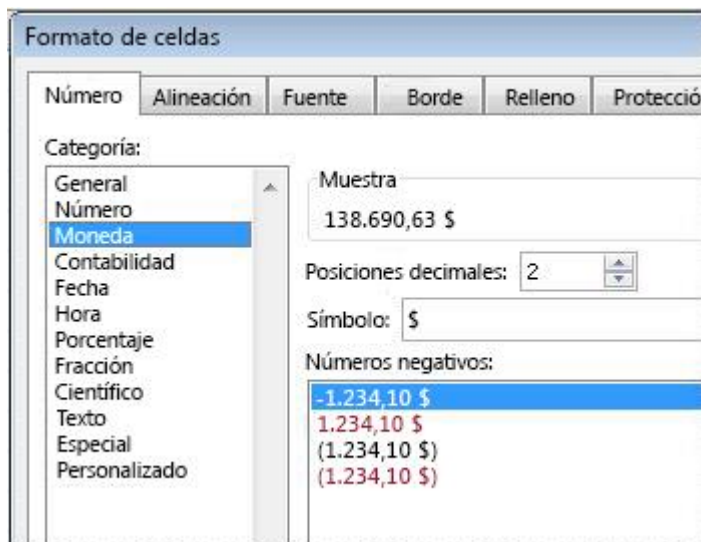 Formato de celdas
Número Alineación Fuente Borde Relleno Protecció
Categoría:
General
Número
Moneda
Contabilidad
Fecha
Hora
Porcentaje
Fracción
Científico
Texto
Especial
Personalizado
Muestra
138.690,63 $
Posiciones decimales: 2
Símbolo: $
Números negativos:
-1.234,10 $
1.234,10 $
(1.234,10 $)
(1.234,10 $)